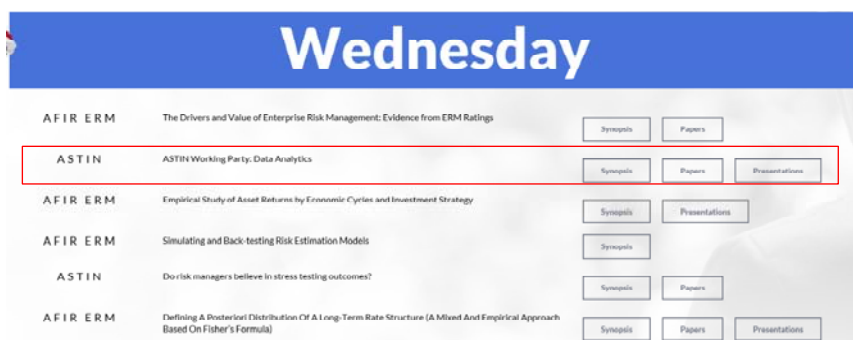 Wednesday
AFIR ERM The Drivers and Value of Enterprise Risk Management: Evidence from ERM Ratings Synopsis Papers
ASTIN ASTIN Working Party: Data Analytics Synopsis Papers Presentations
AFIR ERM Empirical Study of Asset Returns by Economic Cycles and Investment Strategy Synopsis Presentations
AFIR ERM Simulating and Back-testing Risk Estimation Models Synopsis
ASTIN Do risk managers believe in stress testing outcomes? Synopsis Papers
AFIR ERM Defining A Posteriori Distribution Of A Long-Term Rate Structure (A Mixed And Empirical Approach
Based On Fisher's Formula) Synopsis Papers Presentations